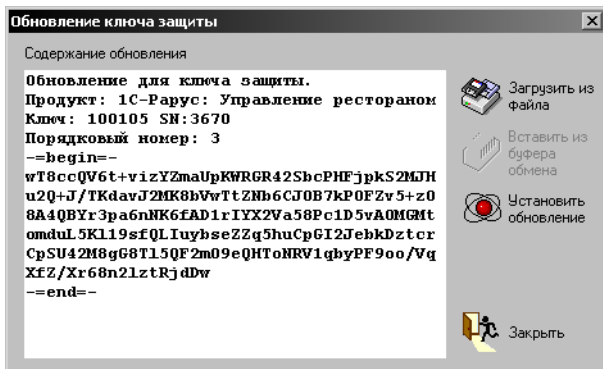 Обновление ключа защиты
Содержание обновления
Обновление для ключа защиты.
Продукт: 1С-Рарус: Управление рестораном
Ключ: 100105 SN:3670
Порядковый номер: 3
-=begin=-
wT8ccQV6t+vizYZmaUpKWRGR42SbcPHFjpkS2MJH
u2Q+J/TKdavJ2MK8bVwTtZNb6CJ0B7kP0FZv5+z0
8A4QBYr3pa6nNK6fAD1rIYX2Va58Pc1D5vA0MGMt
omduL5Kl19sfQLIuybseZZq5huCpGI2JebkDztcr
CpSU42M8gG8Tl5QF2m09eQHToNRV1qbyPF9oo/Vq
XfZ/Xr68n2lztRjdDw
-=end=-
Загрузить из
файла
Вставить из
буфера
обмена
Установить
обновление
Закрыть